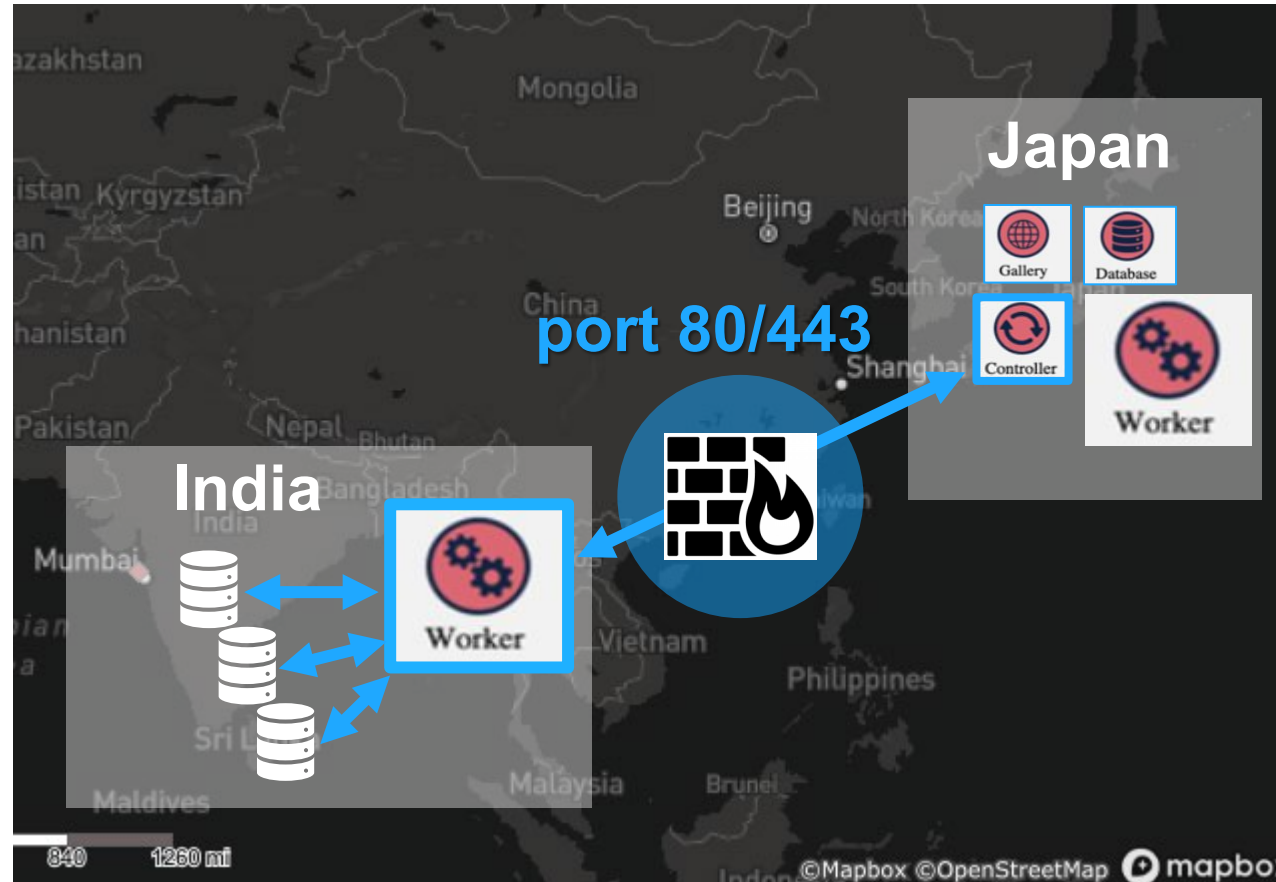 azakhstan
Mongolia
Japan
istan
Kyrgyzstan
Beijing
North Korea
an
Gallery
Database
South Korea
Japan
China
hanistan
port 80/443
Shanghai
Controller
Worker
Pakistan
Nepal
Bhutan
India
Bangladesh
India
Taiwan
Mumbai
Worker
Vietnam
Philippines
Malaysia
Brunei
Maldives
840
1260 mi
©Mapbox ©OpenStreetMap
mapbo